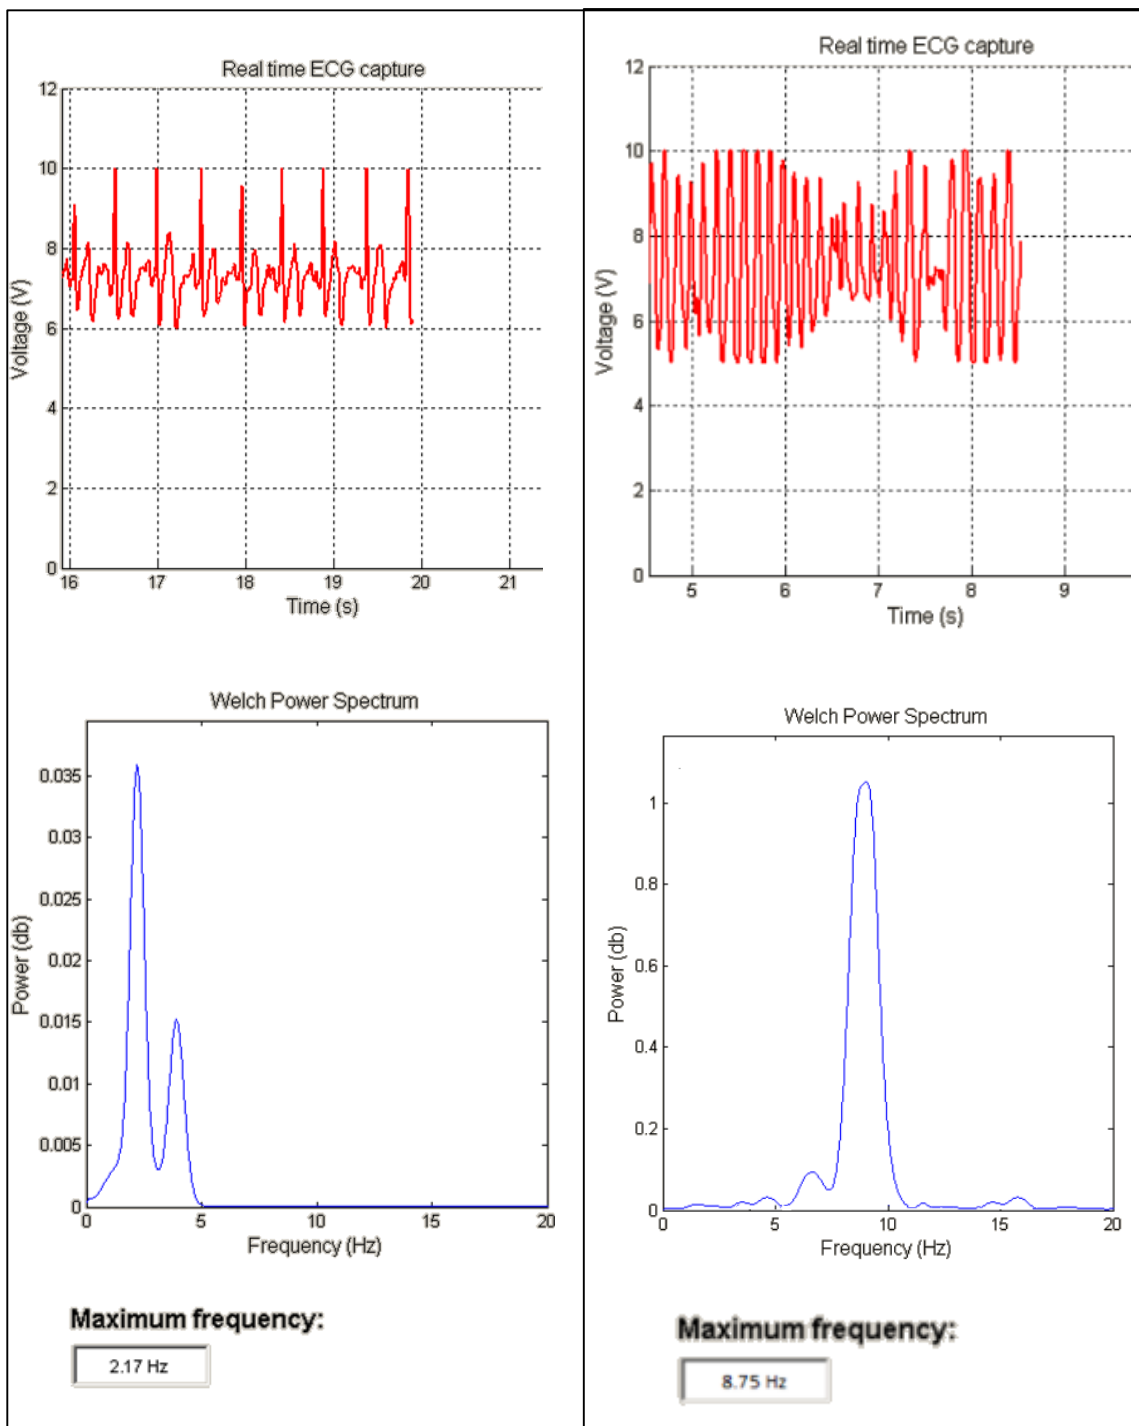 Real time ECG capture
12
10
8
6
4
2
0
Voltage (V)
16 17 18 19 20 21
Time (s)
Welch Power Spectrum
0.035
0.03
0.025
0.02
0.015
0.01
0.005
0
Power (db)
0 5 10 15 20
Frequency (Hz)
Maximum frequency:
2.17 Hz
Real time ECG capture
12
10
8
6
4
2
0
Voltage (V)
5 6 7 8 9
Time (s)
Welch Power Spectrum
1
0.8
0.6
0.4
0.2
0
Power (db)
0 5 10 15 20
Frequency (Hz)
Maximum frequency:
8.75 Hz